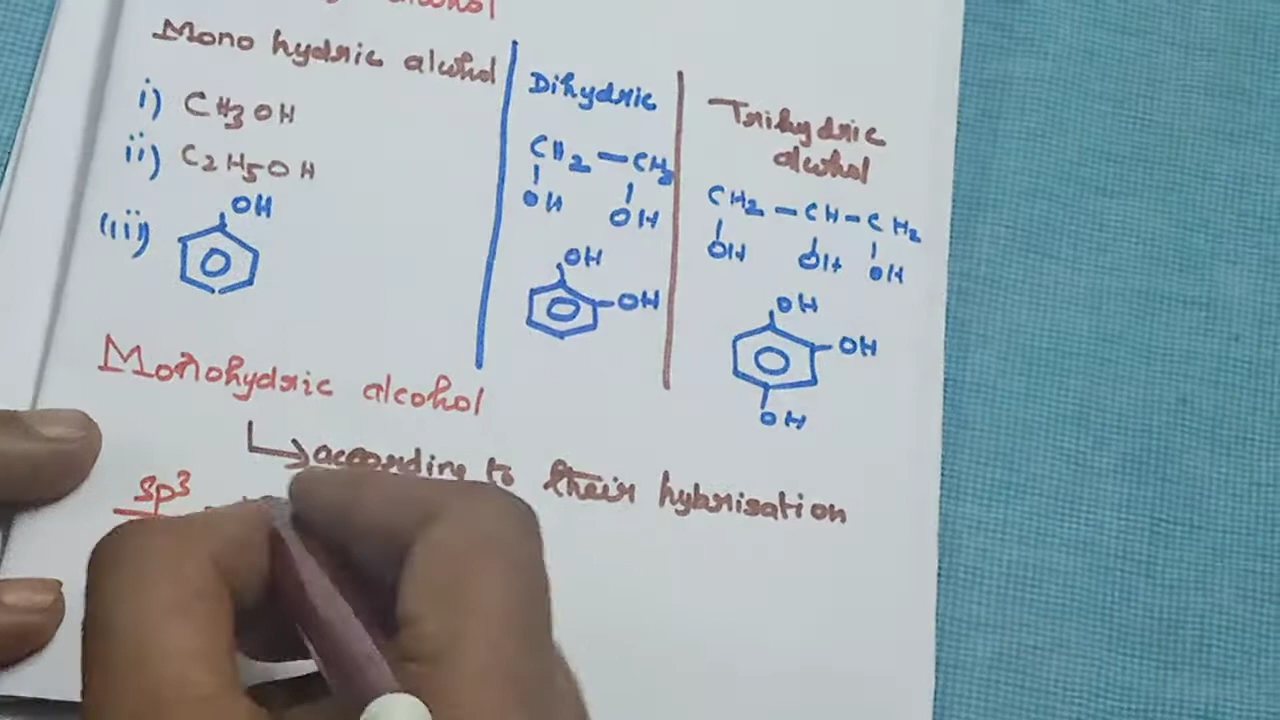 alcohol
Mono hydric alcohol
i) CH3OH
ii) C2H5OH
(iii)
OH
Dihydric
CH2 — CH2
OH OH
OH
OH
Trihydric
alcohol
CH2 — CH — CH2
OH OH OH
OH
OH
OH
Monohydric alcohol
according to their hybrisation
sp3